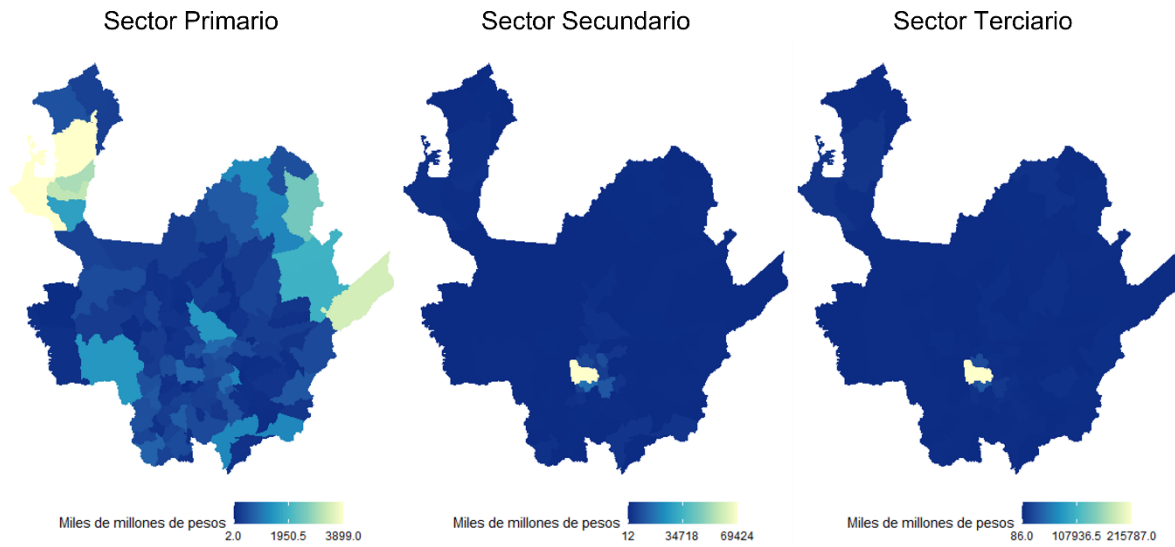 Sector Primario
Sector Secundario
Sector Terciario
Miles de millones de pesos
2.0 1950.5 3899.0
Miles de millones de pesos
12 34718 69424
Miles de millones de pesos
86.0 107936.5 215787.0